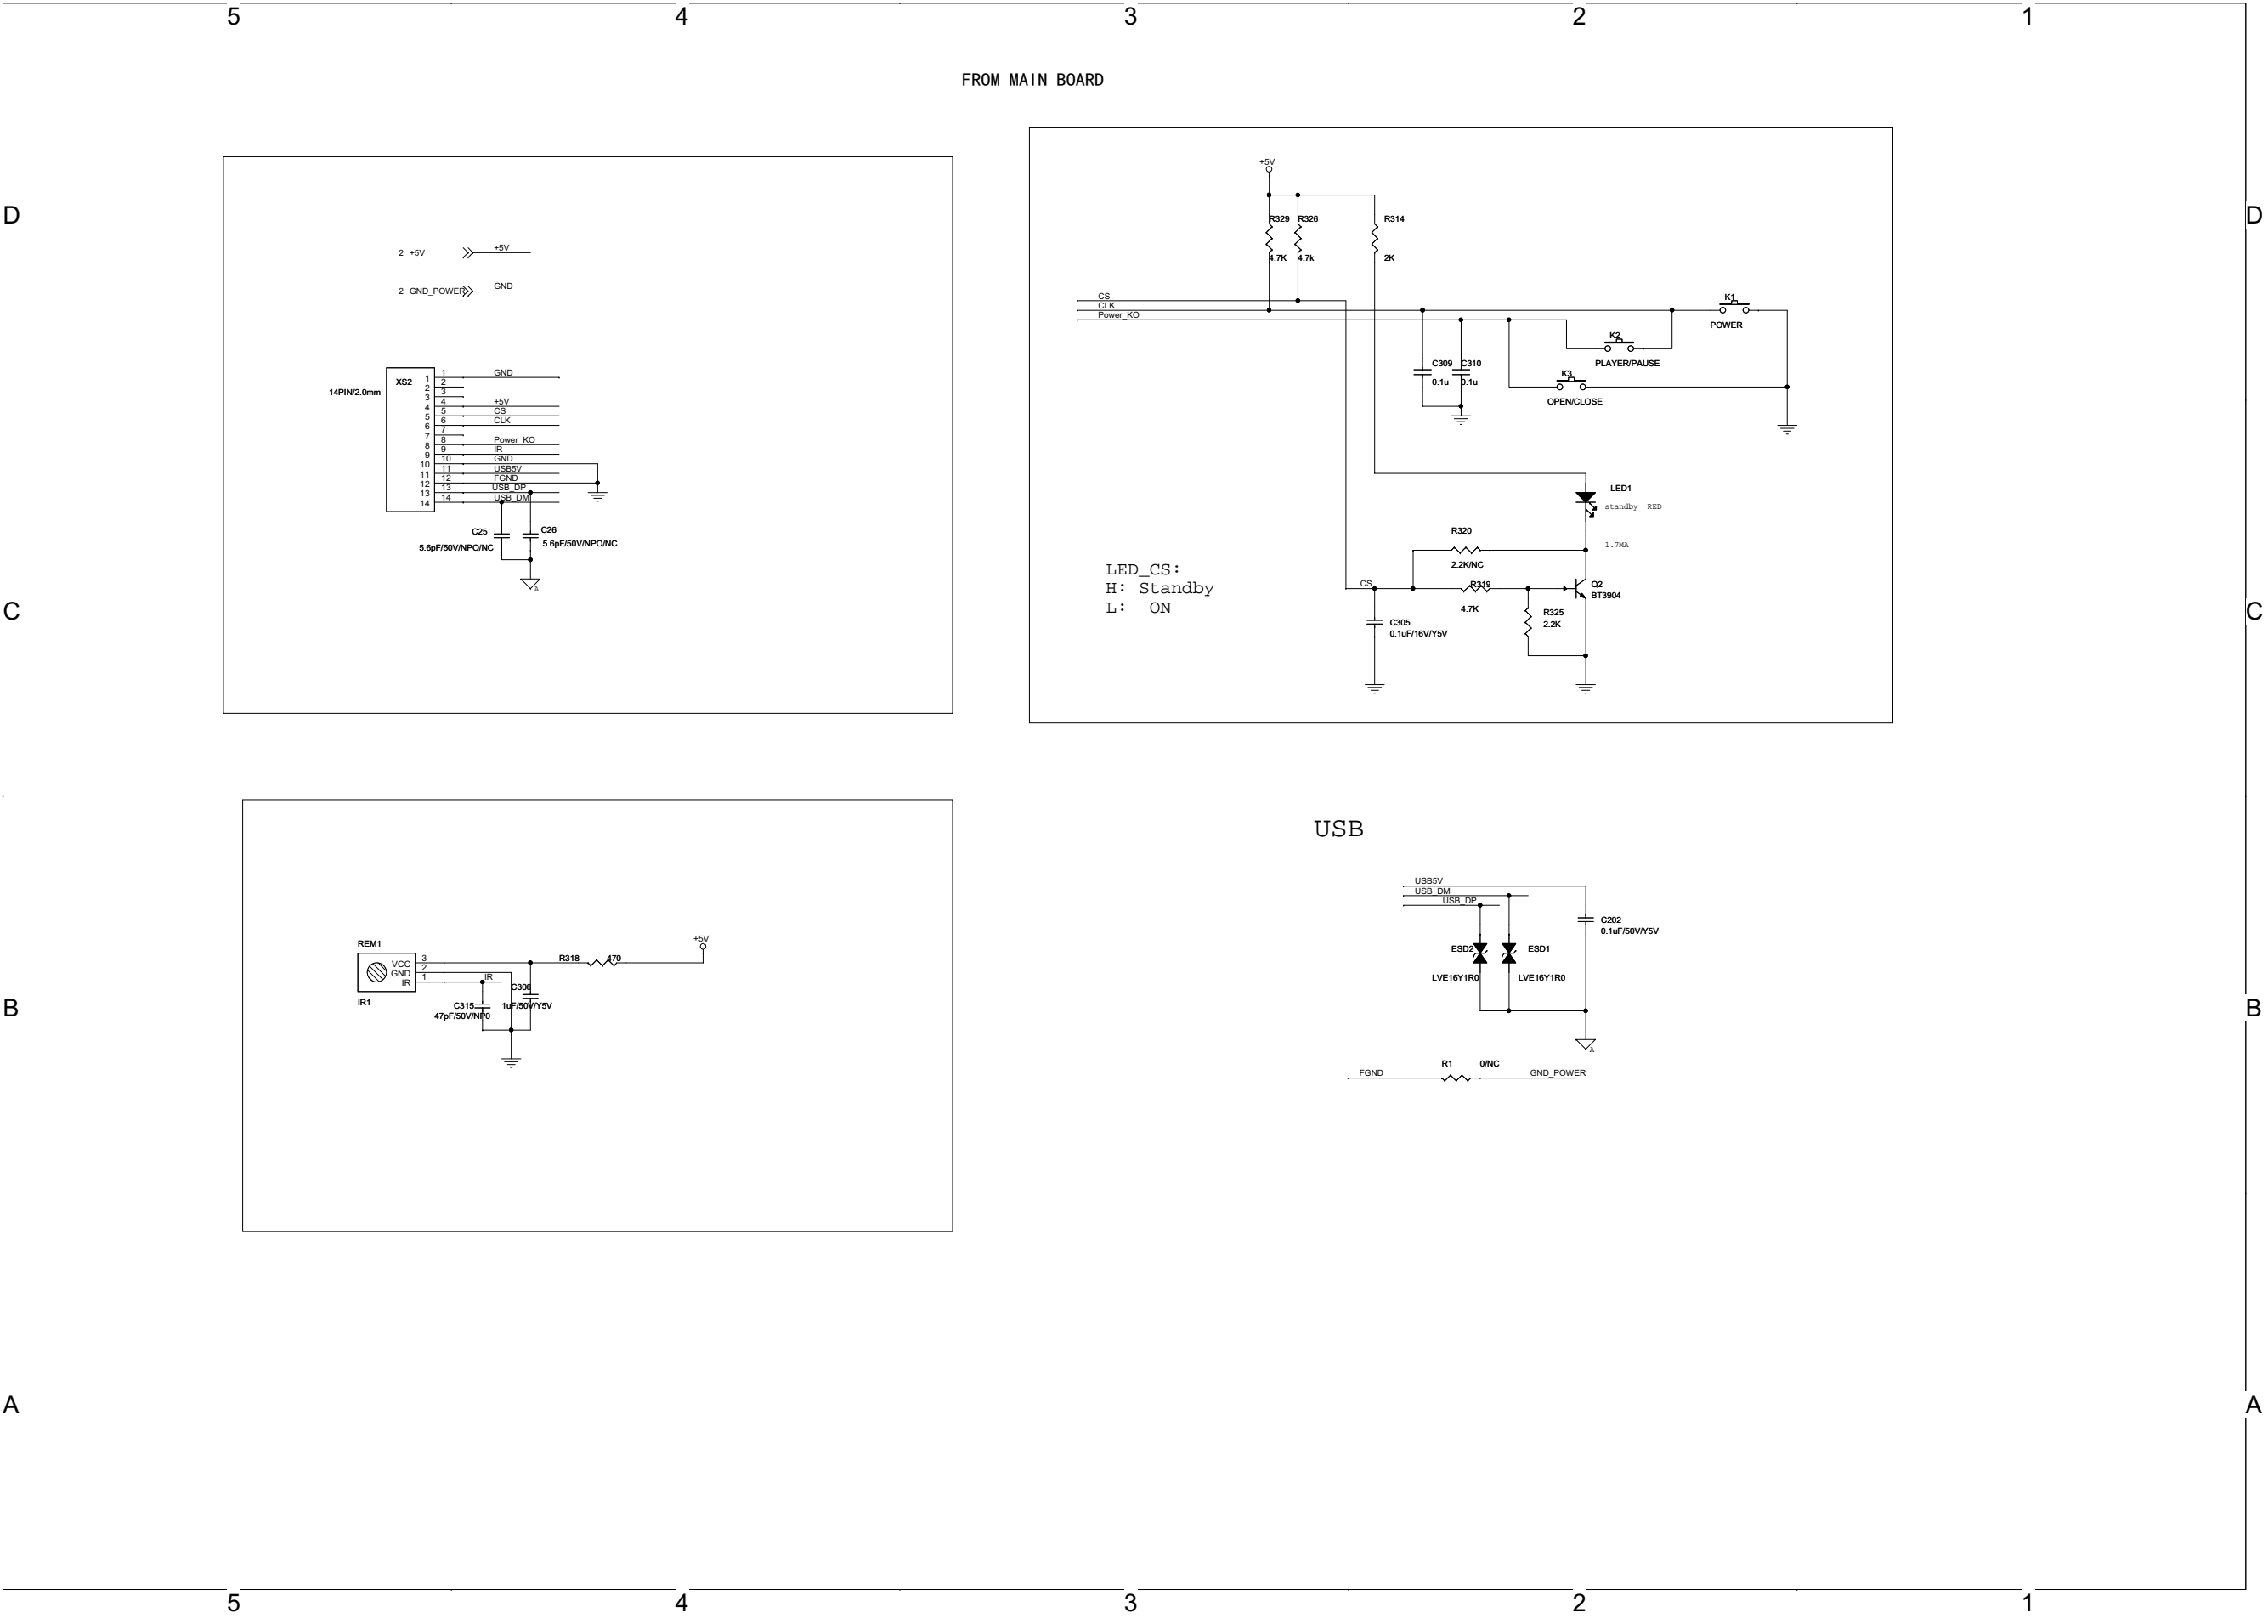 5 4 3 2 1
FROM MAIN BOARD
D D
2 +5V +5V
2 GND_POWER GND
14PIN/2.0mm
XS2
1 1 GND
2 2
3 3
4 4 +5V
5 5 CS
6 6 CLK
7 7
8 8 Power_KO
9 9 IR
10 10 GND
11 11 USB5V
12 12 FGND
13 13 USB_DP
14 14 USB_DM
C25
5.6pF/50V/NPO/NC
C26
5.6pF/50V/NPO/NC
A
+5V
R329 R326 R314
4.7K 4.7k 2K
CS
CLK
Power_KO
K1
POWER
K2
PLAYER/PAUSE
K3
OPEN/CLOSE
C309 C310
0.1u 0.1u
LED1
standby RED
1.7MA
R320
2.2K/NC
LED_CS:
H: Standby
L: ON
CS
R319
4.7K
Q2
BT3904
R325
2.2K
C305
0.1uF/16V/Y5V
C C
REM1
VCC 3
GND 2
IR 1
IR
IR1
R318 470
+5V
C306
1uF/50V/Y5V
C315
47pF/50V/NP0
USB
USB5V
USB_DM
USB_DP
C202
0.1uF/50V/Y5V
ESD2 ESD1
LVE16Y1R0 LVE16Y1R0
A
R1 0/NC
FGND GND_POWER
B B
A A
5 4 3 2 1